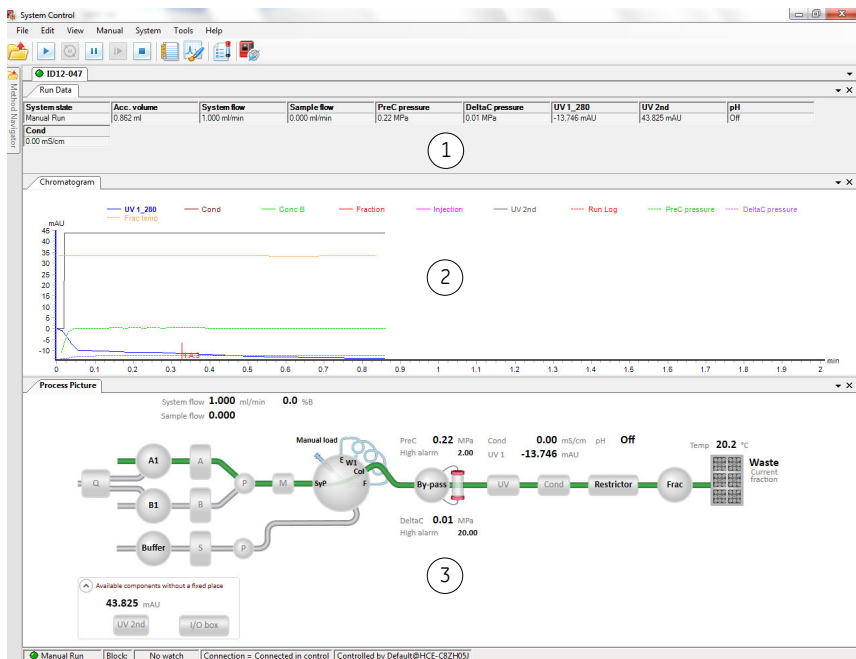 System Control
File Edit View Manual System Tools Help
ID12-047
Method Navigator
Run Data
System state Acc. volume System flow Sample flow PreC pressure DeltaC pressure UV 1_280 UV 2nd pH
Manual Run 0.862 ml 1.000 ml/min 0.000 ml/min 0.22 MPa 0.01 MPa -13.746 mAU 43.825 mAU Off
Cond
0.00 mS/cm
1
Chromatogram
UV 1_280 Cond Conc B Fraction Injection UV 2nd Run Log PreC pressure DeltaC pressure
Frac temp
mAU
45
40
35
30
25
20
15
10
5
0
-5
-10
2
0 0.1 0.2 0.3 0.4 0.5 0.6 0.7 0.8 0.9 1 1.1 1.2 1.3 1.4 1.5 1.6 1.7 1.8 1.9 2 min
Process Picture
System flow 1.000 ml/min 0.0 %B
Sample flow 0.000
Manual load PreC 0.22 MPa Cond 0.00 mS/cm pH Off Temp 20.2 °C
High alarm 2.00 UV 1 -13.746 mAU
E W1 Col F SyP
A1 A
Q P M By-pass UV Cond Restrictor Frac Waste
Current
fraction
B1 B
DeltaC 0.01 MPa
High alarm 20.00
Buffer S P
3
Available components without a fixed place
43.825 mAU
UV 2nd I/O box
Manual Run Block: No watch Connection = Connected in control Controlled by Default@HCE-C8ZH05J